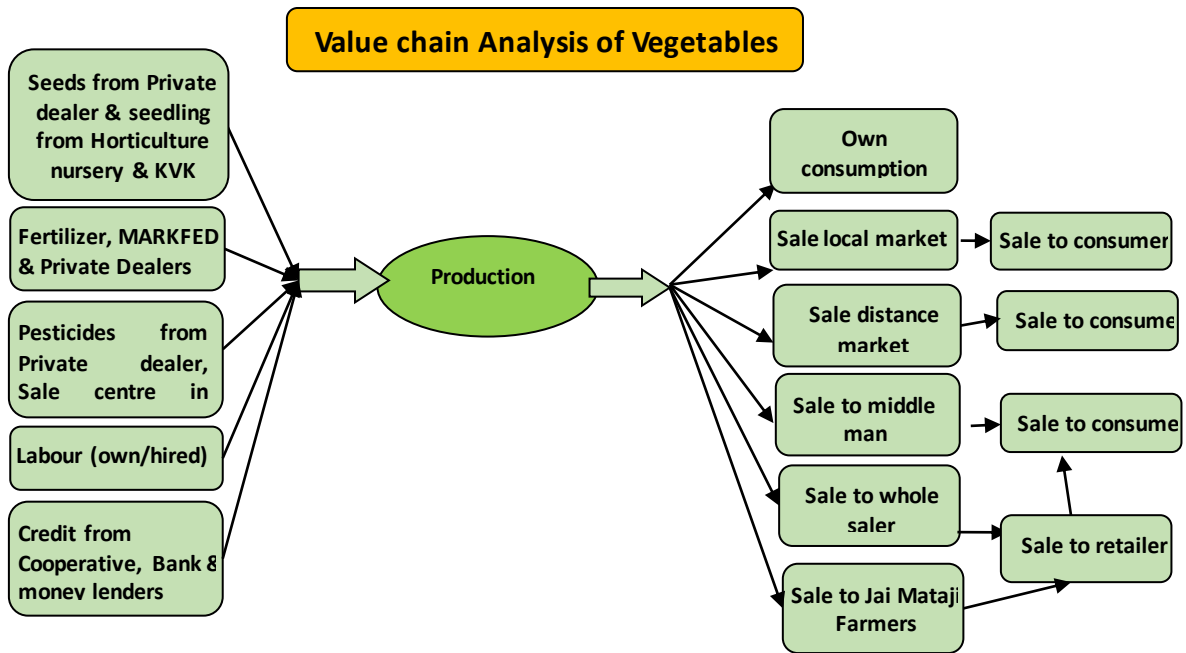 Value chain Analysis of Vegetables
Seeds from Private
dealer & seedling
from Horticulture
nursery & KVK
Fertilizer, MARKFED
& Private Dealers
Pesticides from
Private dealer,
Sale centre in
Labour (own/hired)
Credit from
Cooperative, Bank &
money lenders
Production
Own
consumption
Sale local market
Sale to consumer
Sale distance
market
Sale to consume
Sale to middle
man
Sale to consume
Sale to whole
saler
Sale to retailer
Sale to Jai Mataji
Farmers